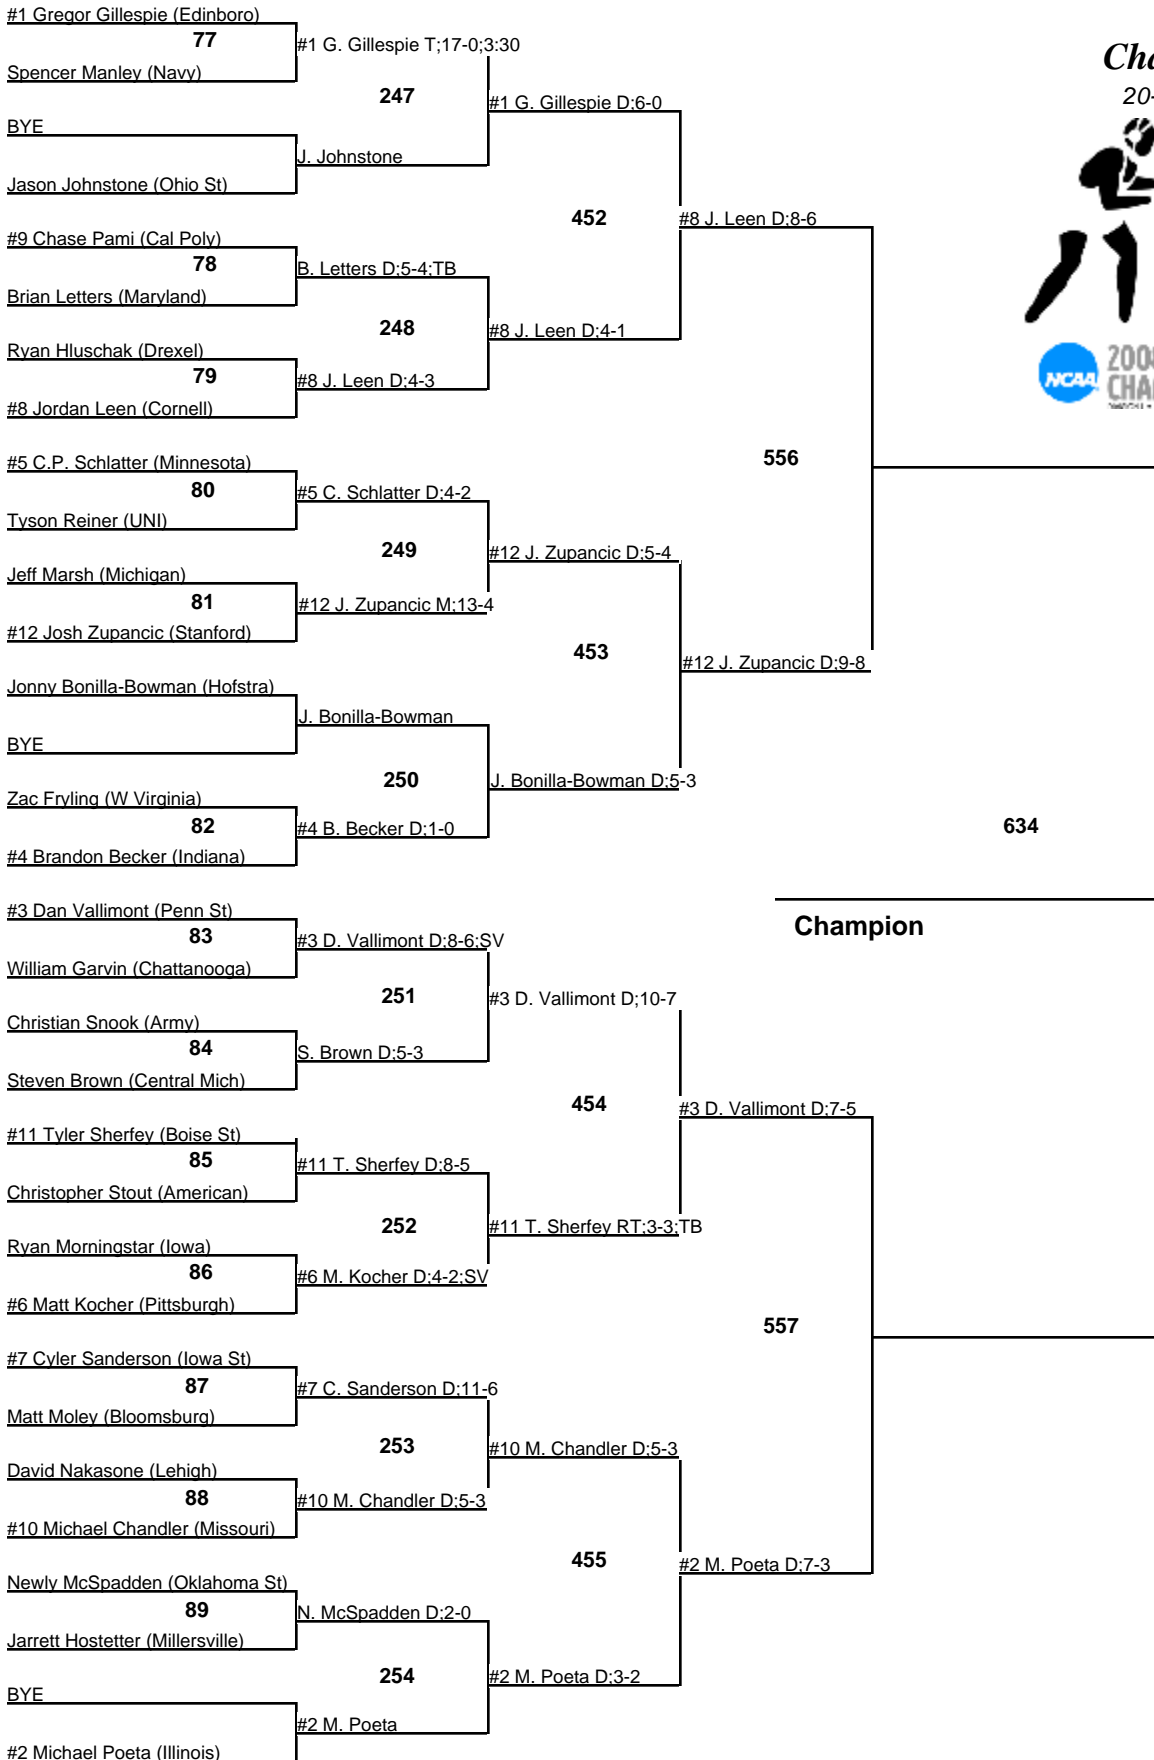 #1 Gregor Gillespie (Edinboro)
77
#1 G. Gillespie T;17-0;3:30
Spencer Manley (Navy)
247
#1 G. Gillespie D;6-0
BYE
J. Johnstone
Jason Johnstone (Ohio St)
452
#8 J. Leen D;8-6
#9 Chase Pami (Cal Poly)
78
B. Letters D;5-4;TB
Brian Letters (Maryland)
248
#8 J. Leen D;4-1
Ryan Hluschak (Drexel)
79
#8 J. Leen D;4-3
#8 Jordan Leen (Cornell)
NCAA
556
#5 C.P. Schlatter (Minnesota)
80
#5 C. Schlatter D;4-2
Tyson Reiner (UNI)
249
#12 J. Zupancic D;5-4
Jeff Marsh (Michigan)
81
#12 J. Zupancic M;13-4
#12 Josh Zupancic (Stanford)
453
#12 J. Zupancic D;9-8
Jonny Bonilla-Bowman (Hofstra)
J. Bonilla-Bowman
BYE
250
J. Bonilla-Bowman D;5-3
Zac Fryling (W Virginia)
82
#4 B. Becker D;1-0
#4 Brandon Becker (Indiana)
634
Champion
#3 Dan Vallimont (Penn St)
83
#3 D. Vallimont D;8-6;SV
William Garvin (Chattanooga)
251
#3 D. Vallimont D;10-7
Christian Snook (Army)
84
S. Brown D;5-3
Steven Brown (Central Mich)
454
#3 D. Vallimont D;7-5
#11 Tyler Sherfey (Boise St)
85
#11 T. Sherfey D;8-5
Christopher Stout (American)
252
#11 T. Sherfey RT;3-3;TB
Ryan Morningstar (Iowa)
86
#6 M. Kocher D;4-2;SV
#6 Matt Kocher (Pittsburgh)
557
#7 Cyler Sanderson (Iowa St)
87
#7 C. Sanderson D;11-6
Matt Moley (Bloomsburg)
253
#10 M. Chandler D;5-3
David Nakasone (Lehigh)
88
#10 M. Chandler D;5-3
#10 Michael Chandler (Missouri)
455
#2 M. Poeta D;7-3
Newly McSpadden (Oklahoma St)
89
N. McSpadden D;2-0
Jarrett Hostetter (Millersville)
254
#2 M. Poeta D;3-2
BYE
#2 M. Poeta
#2 Michael Poeta (Illinois)